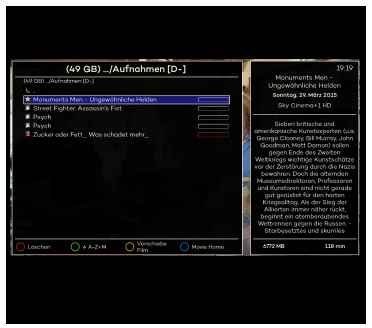 (49 GB) .../Aufnahmen [D-]
(49 GB) .../Aufnahmen [D-]
..
Monuments Men - Ungewöhnliche Helden
Street Fighter Assassin's Fist
Psych
Psych
Zucker oder Fett_ Was schadet mehr_
Löschen
A-Z>M
Verschiebe
Film
Movie Home
19:19
Monuments Men -
Ungewöhnliche Helden
Sonntag, 29. März 2015
Sky Cinema+1 HD
Sieben britische und
amerikanische Kunstexperten (u.a.
George Clooney, Bill Murray, John
Goodman, Matt Damon) sollen
gegen Ende des Zweiten
Weltkriegs wichtige Kunstschätze
vor der Zerstörung durch die Nazis
bewahren. Doch die alternden
Museumsdirektoren, Professoren
und Kuratoren sind nicht gerade
gut gerüstet für den harten
Kriegsalltag. Als der Sieg der
Alliierten immer näher rückt,
beginnt ein atemberaubendes
Wettrennen gegen die Russen. -
Starbesetztes und skurriles
6772 MB
118 min